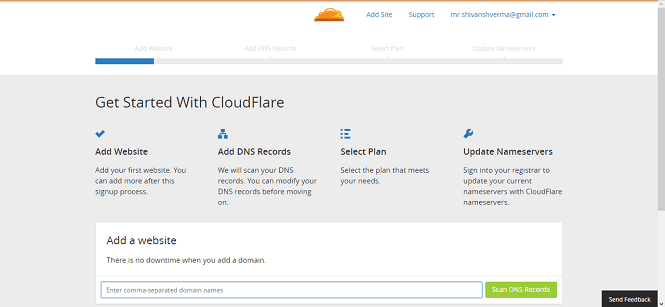 Add Site Support mr.shivanshverma@gmail.com
Add Website Add DNS Records Select Plan Update Nameservers
Get Started With CloudFlare
Add Website
Add your first website. You
can add more after this
signup process.
Add DNS Records
We will scan your DNS
records. You can modify your
DNS records before moving
on.
Select Plan
Select the plan that meets
your needs.
Update Nameservers
Sign into your registrar to
update your current
nameservers with CloudFlare
nameservers.
Add a website
There is no downtime when you add a domain.
Enter comma-separated domain names Scan DNS Records
Send Feedback